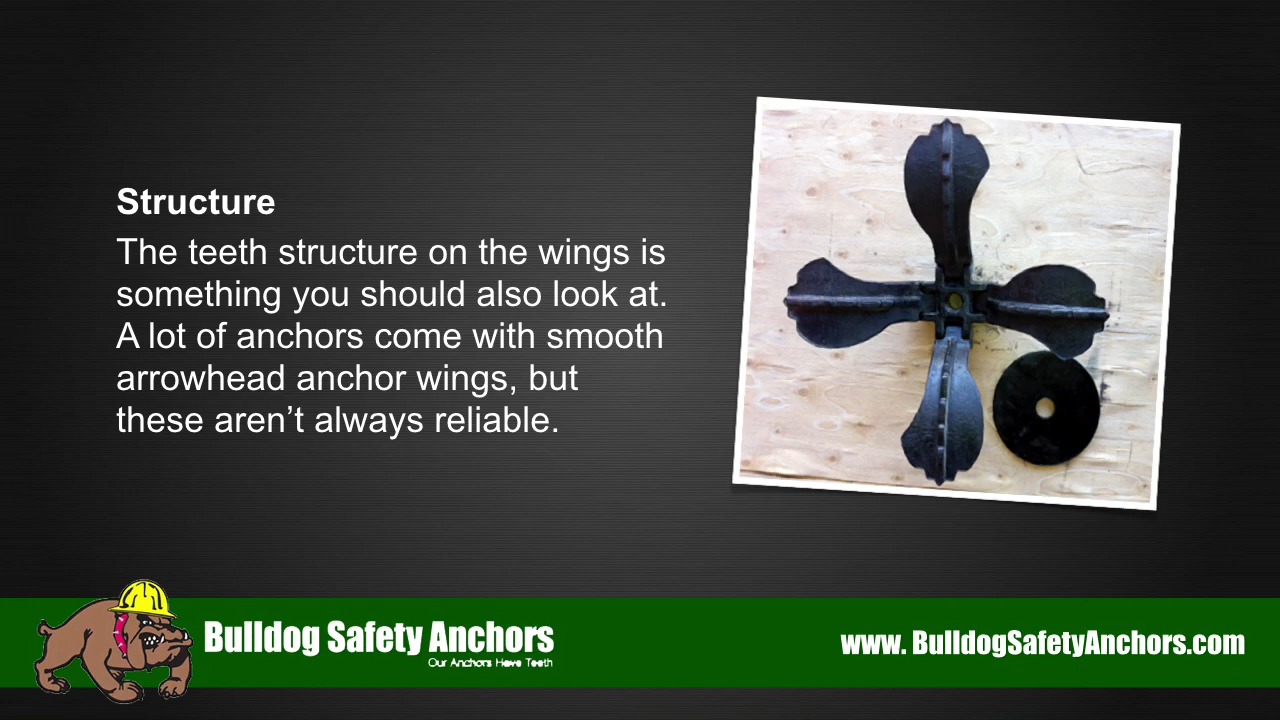 Structure
The teeth structure on the wings is
something you should also look at.
A lot of anchors come with smooth
arrowhead anchor wings, but
these aren’t always reliable.
Bulldog Safety Anchors
Our Anchors Have Teeth
www. BulldogSafetyAnchors.com